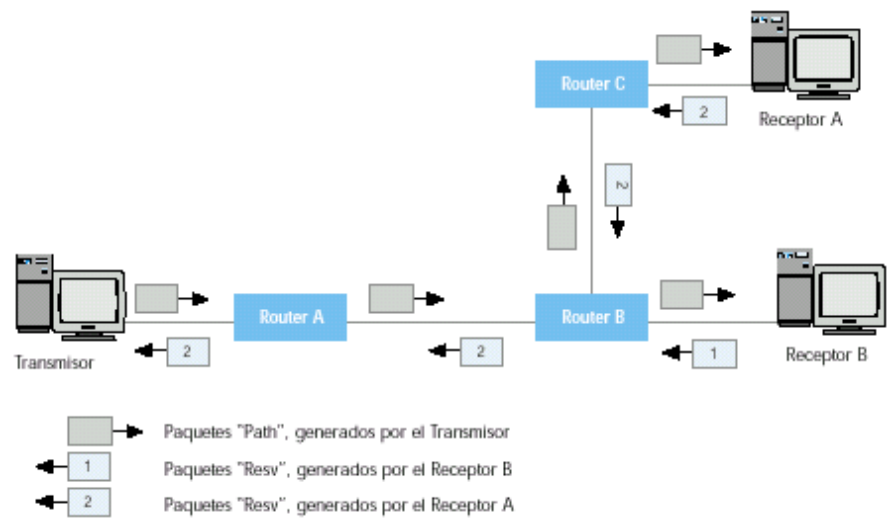 Router C
2
Receptor A
2
Router A
Router B
2
2
1
Transmisor
Receptor B
Paquetes "Path", generados por el Transmisor
1 Paquetes "Resv", generados por el Receptor B
2 Paquetes "Resv", generados por el Receptor A